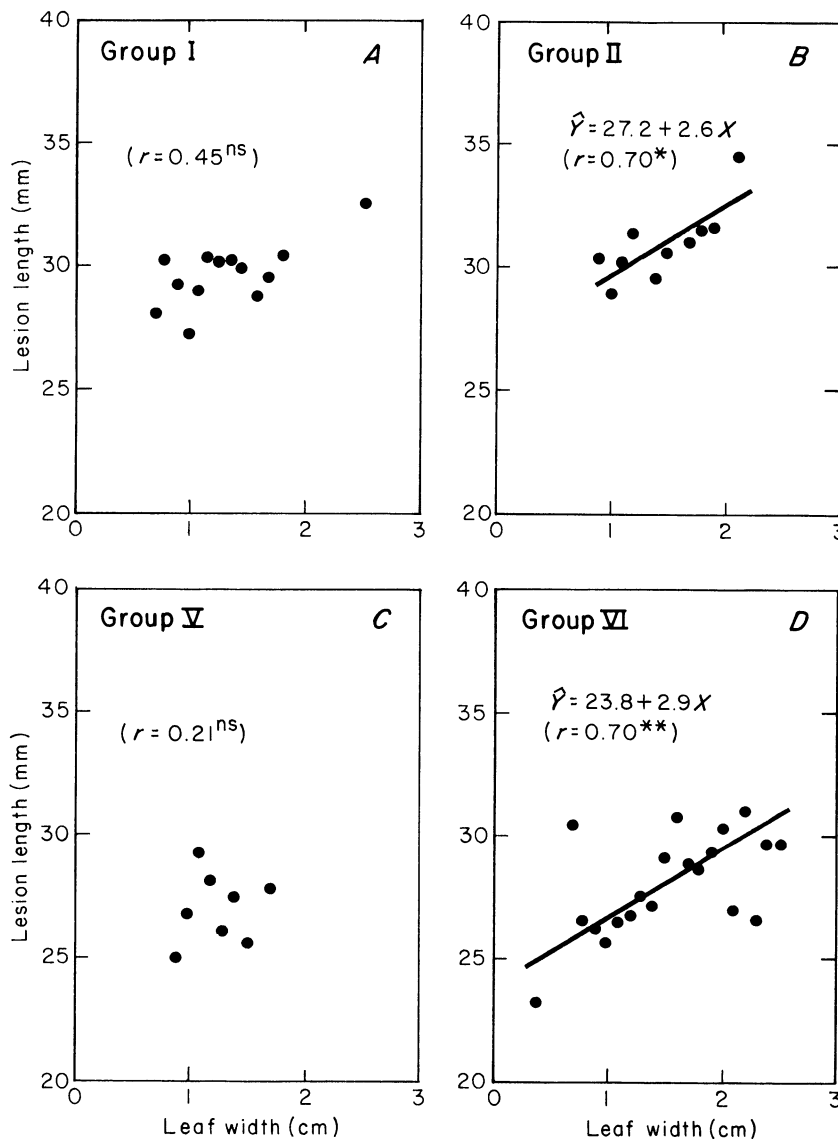 Group I A
(r = 0.45ns)
40
35
30
25
20
0 1 2 3
Lesion length (mm)
Group II B
Ŷ = 27.2 + 2.6X
(r = 0.70*)
40
35
30
25
20
0 1 2 3
Group V C
(r = 0.21ns)
40
35
30
25
20
0 1 2 3
Lesion length (mm)
Leaf width (cm)
Group VI D
Ŷ = 23.8 + 2.9X
(r = 0.70**)
40
35
30
25
20
0 1 2 3
Leaf width (cm)